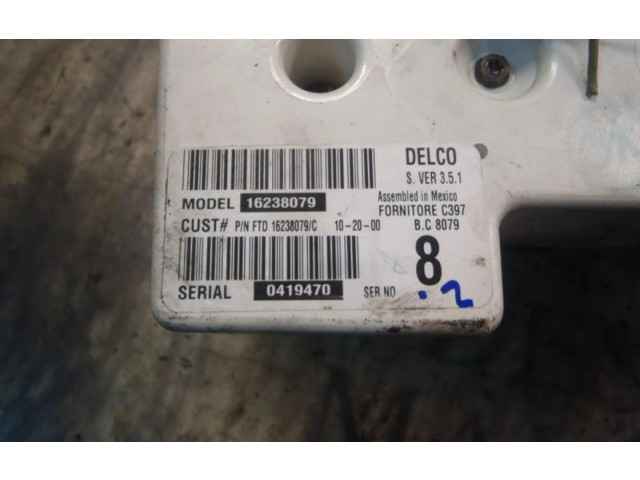 DELCO
S. VER 3.5.1
MODEL 16238079
Assembled in Mexico
FORNITORE C397
CUST# P/N FTD 16238079/C 10-20-00 B.C 8079
8
SERIAL 0419470 SER NO
.2